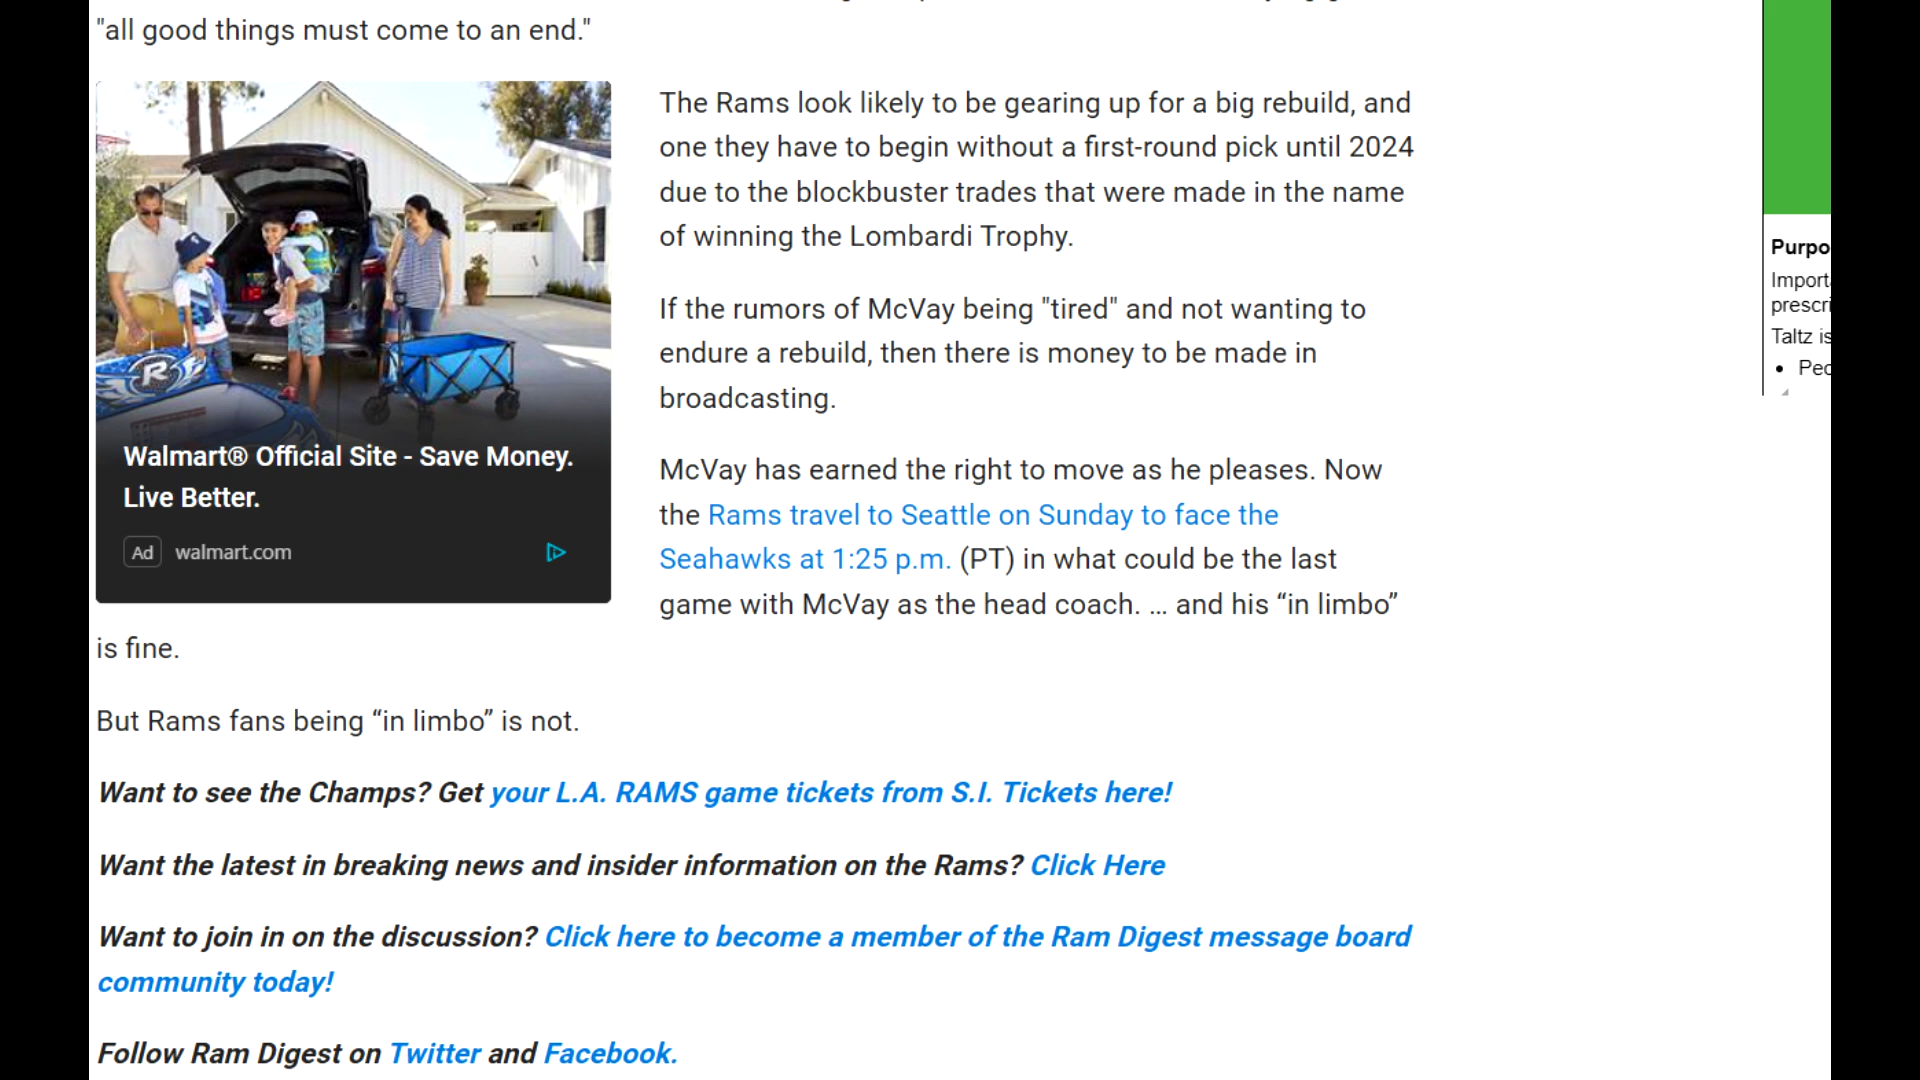 "all good things must come to an end."
The Rams look likely to be gearing up for a big rebuild, and
one they have to begin without a first-round pick until 2024
due to the blockbuster trades that were made in the name
of winning the Lombardi Trophy.
If the rumors of McVay being "tired" and not wanting to
endure a rebuild, then there is money to be made in
broadcasting.
McVay has earned the right to move as he pleases. Now
the Rams travel to Seattle on Sunday to face the
Seahawks at 1:25 p.m. (PT) in what could be the last
game with McVay as the head coach. … and his “in limbo”
is fine.
R
Walmart® Official Site - Save Money.
Live Better.
Ad walmart.com
But Rams fans being “in limbo” is not.
Want to see the Champs? Get your L.A. RAMS game tickets from S.I. Tickets here!
Want the latest in breaking news and insider information on the Rams? Click Here
Want to join in on the discussion? Click here to become a member of the Ram Digest message board
community today!
Follow Ram Digest on Twitter and Facebook.
Purpo
Import
prescri
Taltz is
• Peo